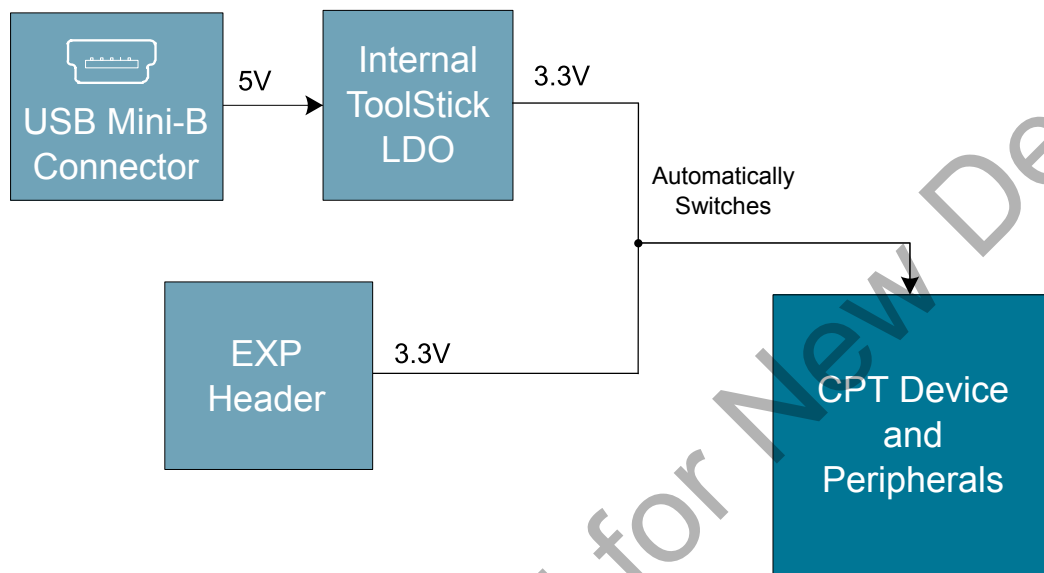 USB Mini-B
Connector
5V
Internal
ToolStick
LDO
3.3V
Automatically
Switches
EXP
Header
3.3V
CPT Device
and
Peripherals
for New De